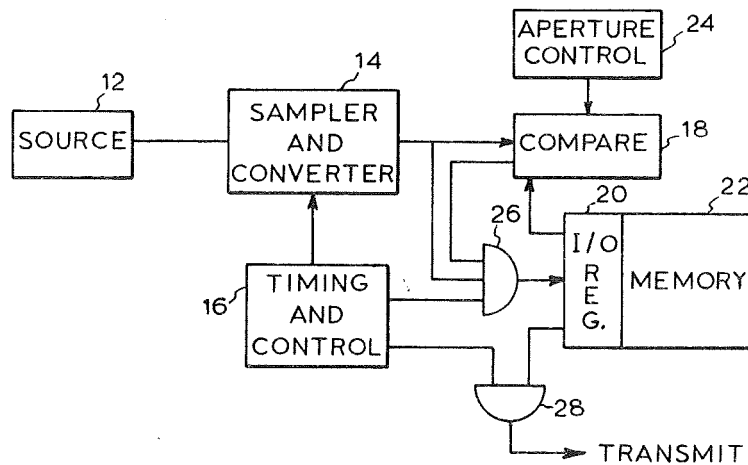 APERTURE
CONTROL
24
12
14
SOURCE
SAMPLER
AND
CONVERTER
COMPARE
18
20
22
26
I/O
REG.
MEMORY
16
TIMING
AND
CONTROL
28
TRANSMIT